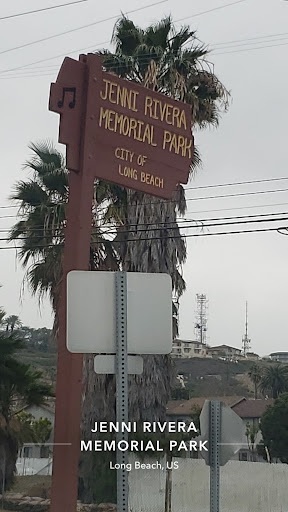 JENNI RIVERA
MEMORIAL PARK
CITY OF
LONG BEACH
JENNI RIVERA
MEMORIAL PARK
Long Beach, US